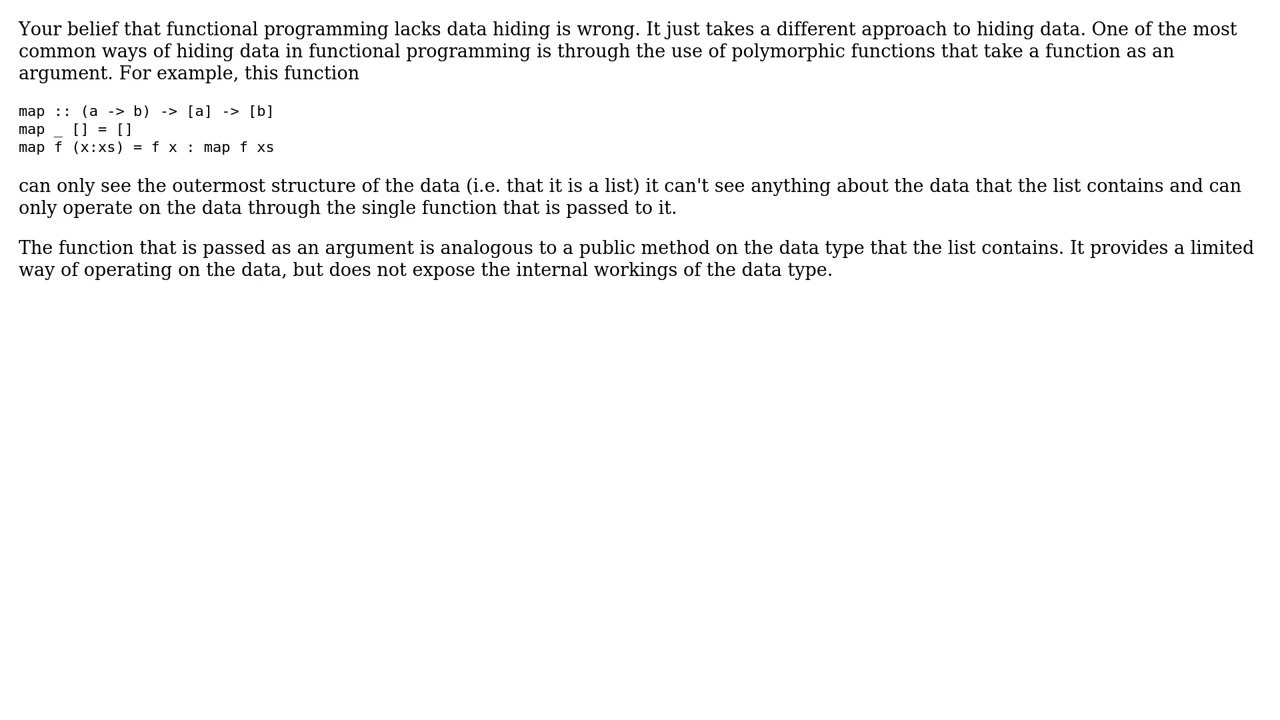 Your belief that functional programming lacks data hiding is wrong. It just takes a different approach to hiding data. One of the most
common ways of hiding data in functional programming is through the use of polymorphic functions that take a function as an
argument. For example, this function
map :: (a -> b) -> [a] -> [b]
map _ [] = []
map f (x:xs) = f x : map f xs
can only see the outermost structure of the data (i.e. that it is a list) it can't see anything about the data that the list contains and can
only operate on the data through the single function that is passed to it.
The function that is passed as an argument is analogous to a public method on the data type that the list contains. It provides a limited
way of operating on the data, but does not expose the internal workings of the data type.